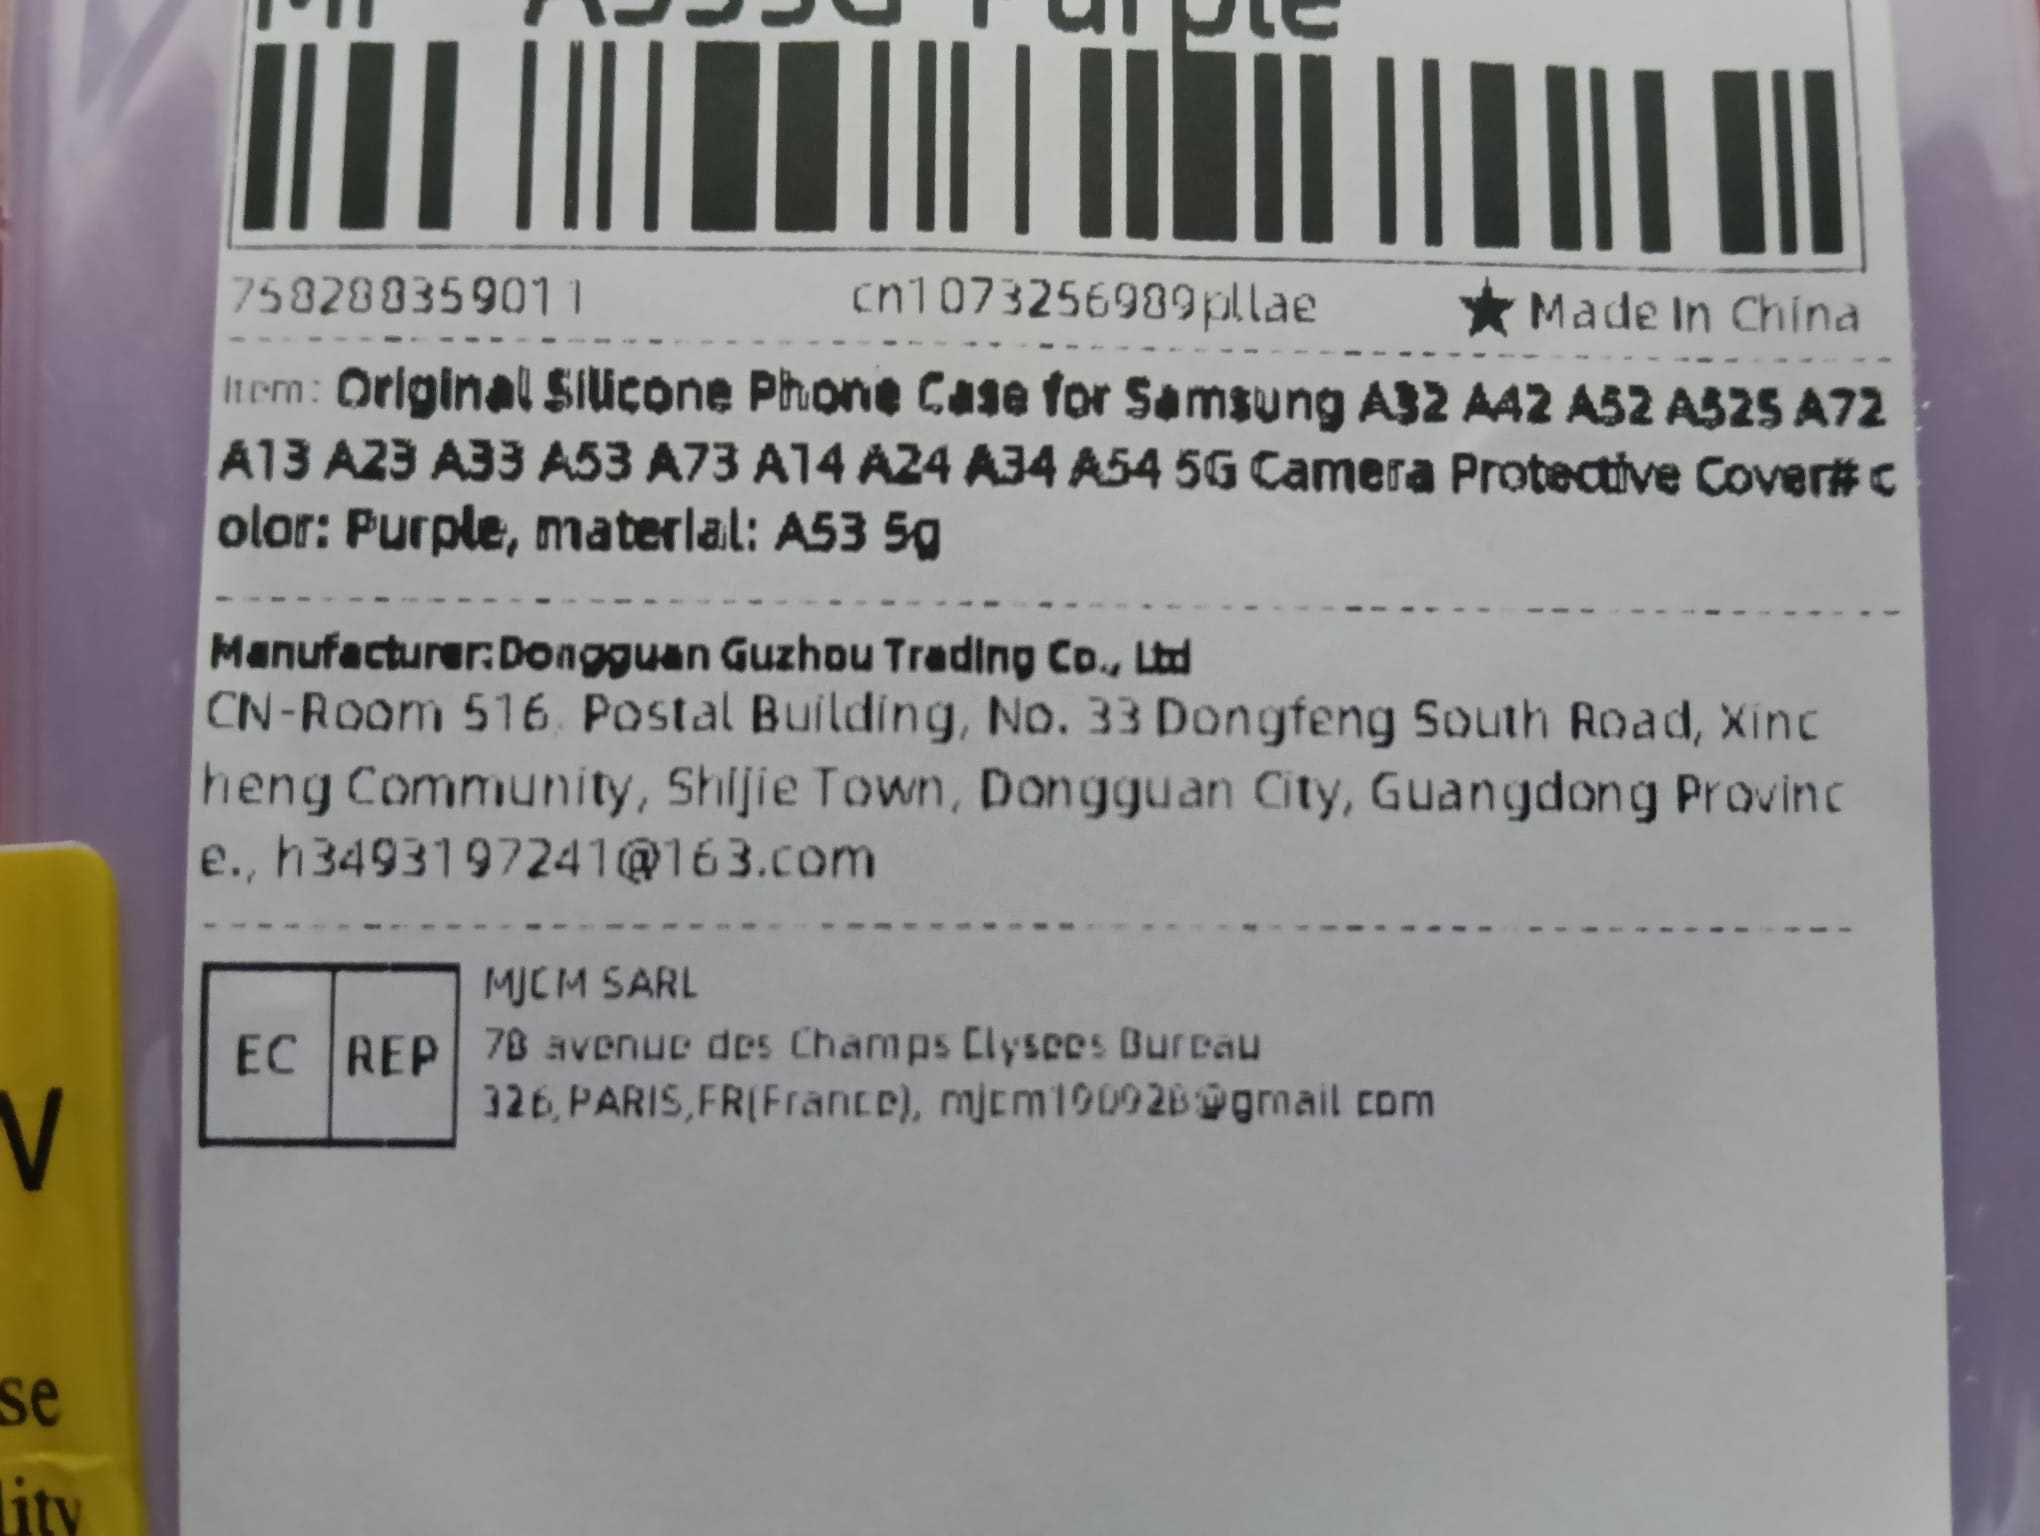 Purple
758288359011 cn1073256989pllae ★ Made In China
Item: Original Silicone Phone Case for Samsung A32 A42 A52 A52S A72
A13 A23 A33 A53 A73 A14 A24 A34 A54 5G Camera Protective Cover# c
olor: Purple, material: A53 5g
Manufacturer:Dongguan Guzhou Trading Co., Ltd
CN-Room 516, Postal Building, No. 33 Dongfeng South Road, Xinc
heng Community, Shijie Town, Dongguan City, Guangdong Provinc
e., h3493197241@163.com
EC REP
MJCM SARL
78 avenue des Champs Elysees Bureau
326,PARIS,FR(France),
V
se
lity